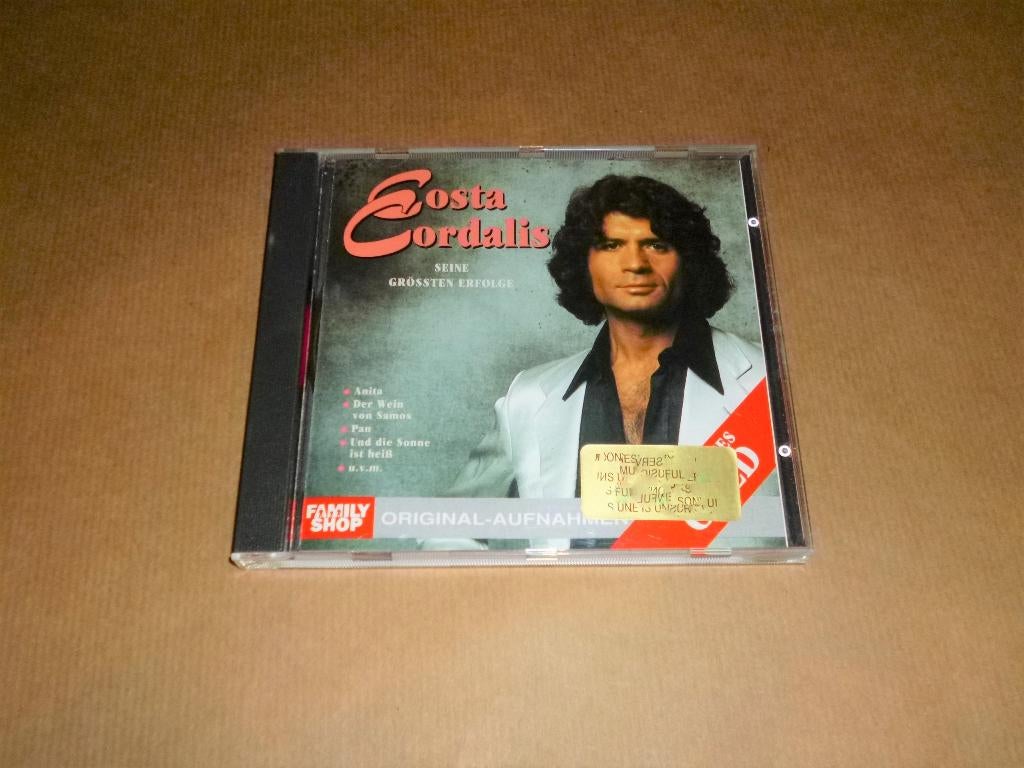 Costa
Cordalis
SEINE
GRÖSSTEN ERFOLGE
Anita
Der Wein
von Samos
Pan
Und die Sonne
ist heiß
u.v.m.
FAMILY
SHOP
ORIGINAL-AUFNAHMEN